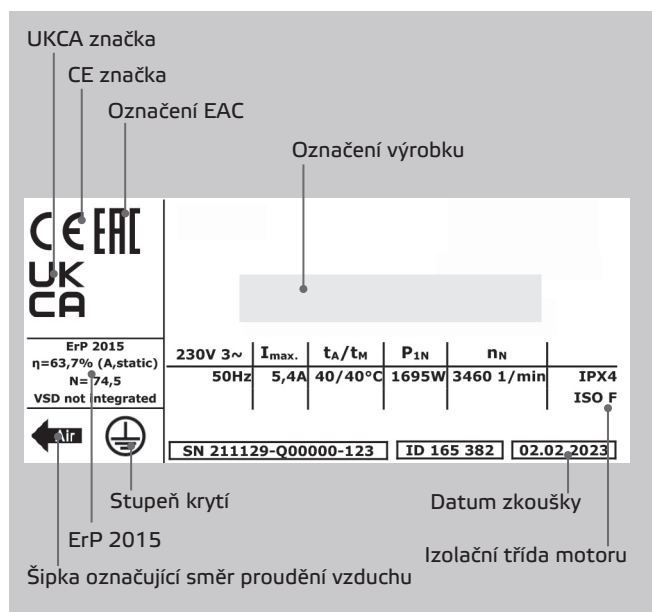 UKCA značka
CE značka
Označení EAC
Označení výrobku
CE EAC
UK
CA
ErP 2015
η=63,7% (A,static)
N= 74,5
VSD not integrated
230V 3~ Imax. tA/tM P1N nN
50Hz 5,4A 40/40°C 1695W 3460 1/min IPX4
ISO F
Air
SN 211129-Q00000-123 ID 165 382 02.02.2023
Stupeň krytí
Datum zkoušky
ErP 2015
Izolační třída motoru
Šipka označující směr proudění vzduchu